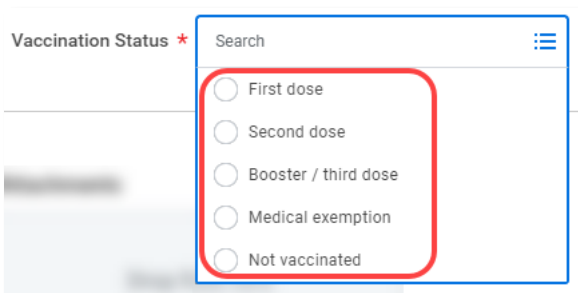 Vaccination Status *
Search
First dose
Second dose
Booster / third dose
Medical exemption
Not vaccinated